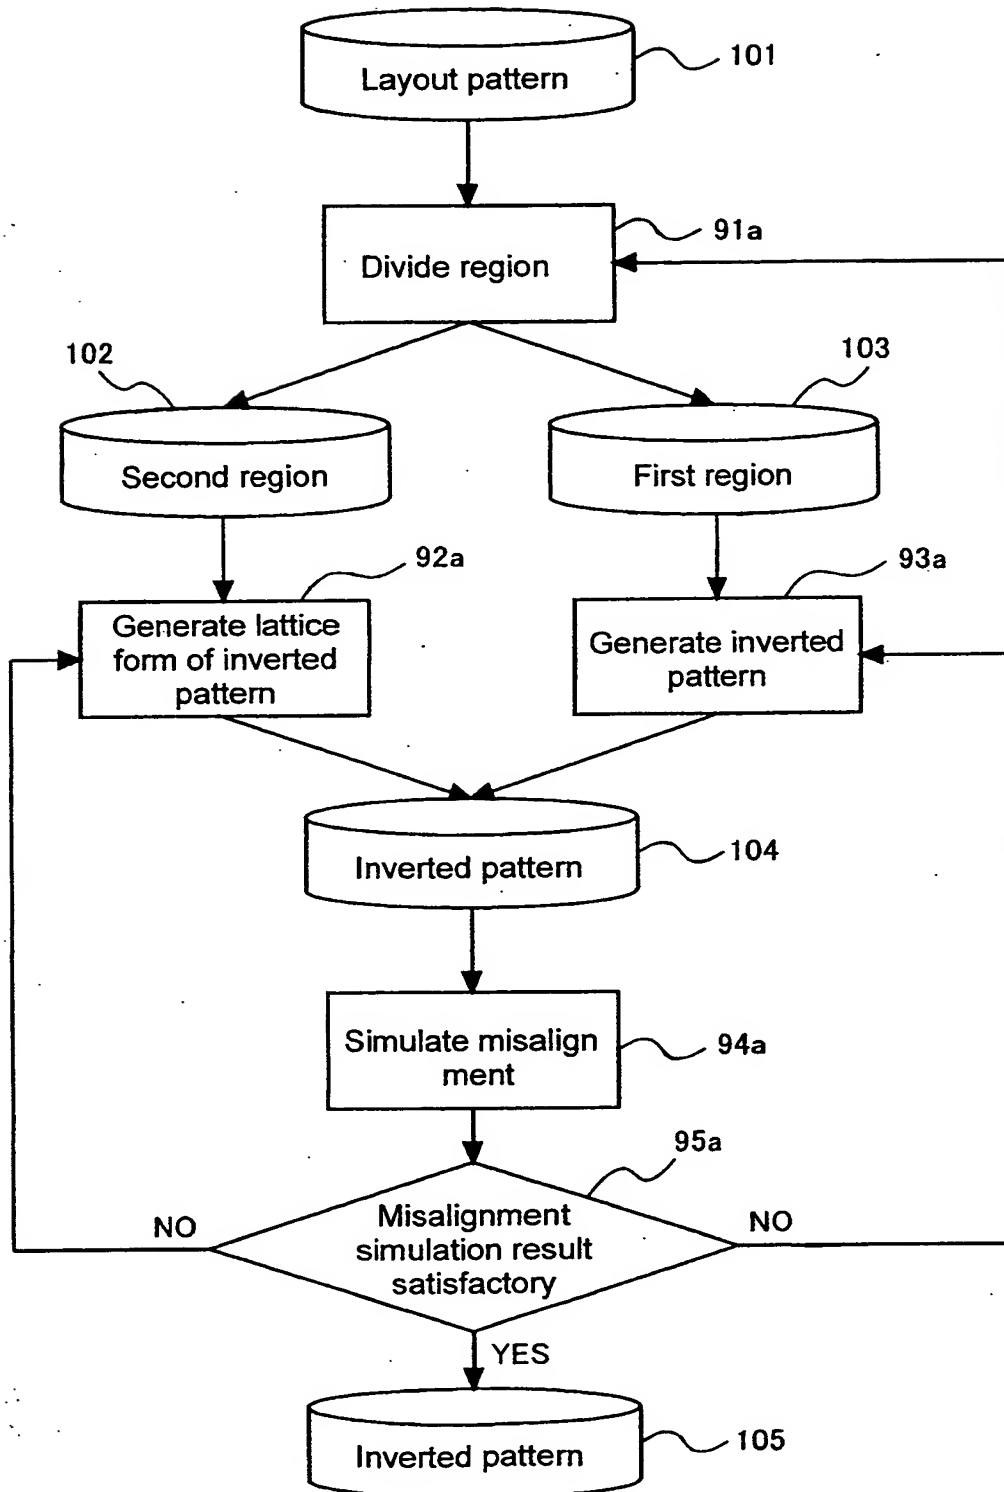 101
Layout pattern
91a
Divide region
102
103
Second region
First region
92a
93a
Generate lattice
form of inverted
pattern
Generate inverted
pattern
Inverted pattern
104
Simulate misalign
ment
94a
95a
NO
Misalignment
simulation result
satisfactory
NO
YES
Inverted pattern
105